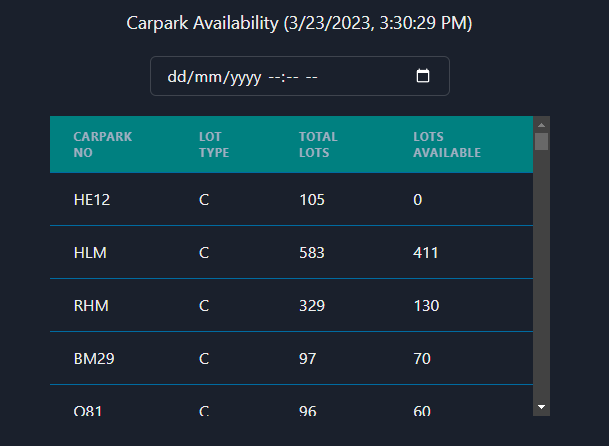 Carpark Availability (3/23/2023, 3:30:29 PM)
dd/mm/yyyy --:-- --
CARPARK NO LOT TYPE TOTAL LOTS LOTS AVAILABLE
HE12 C 105 0
HLM C 583 411
RHM C 329 130
BM29 C 97 70
Q81 C 96 60